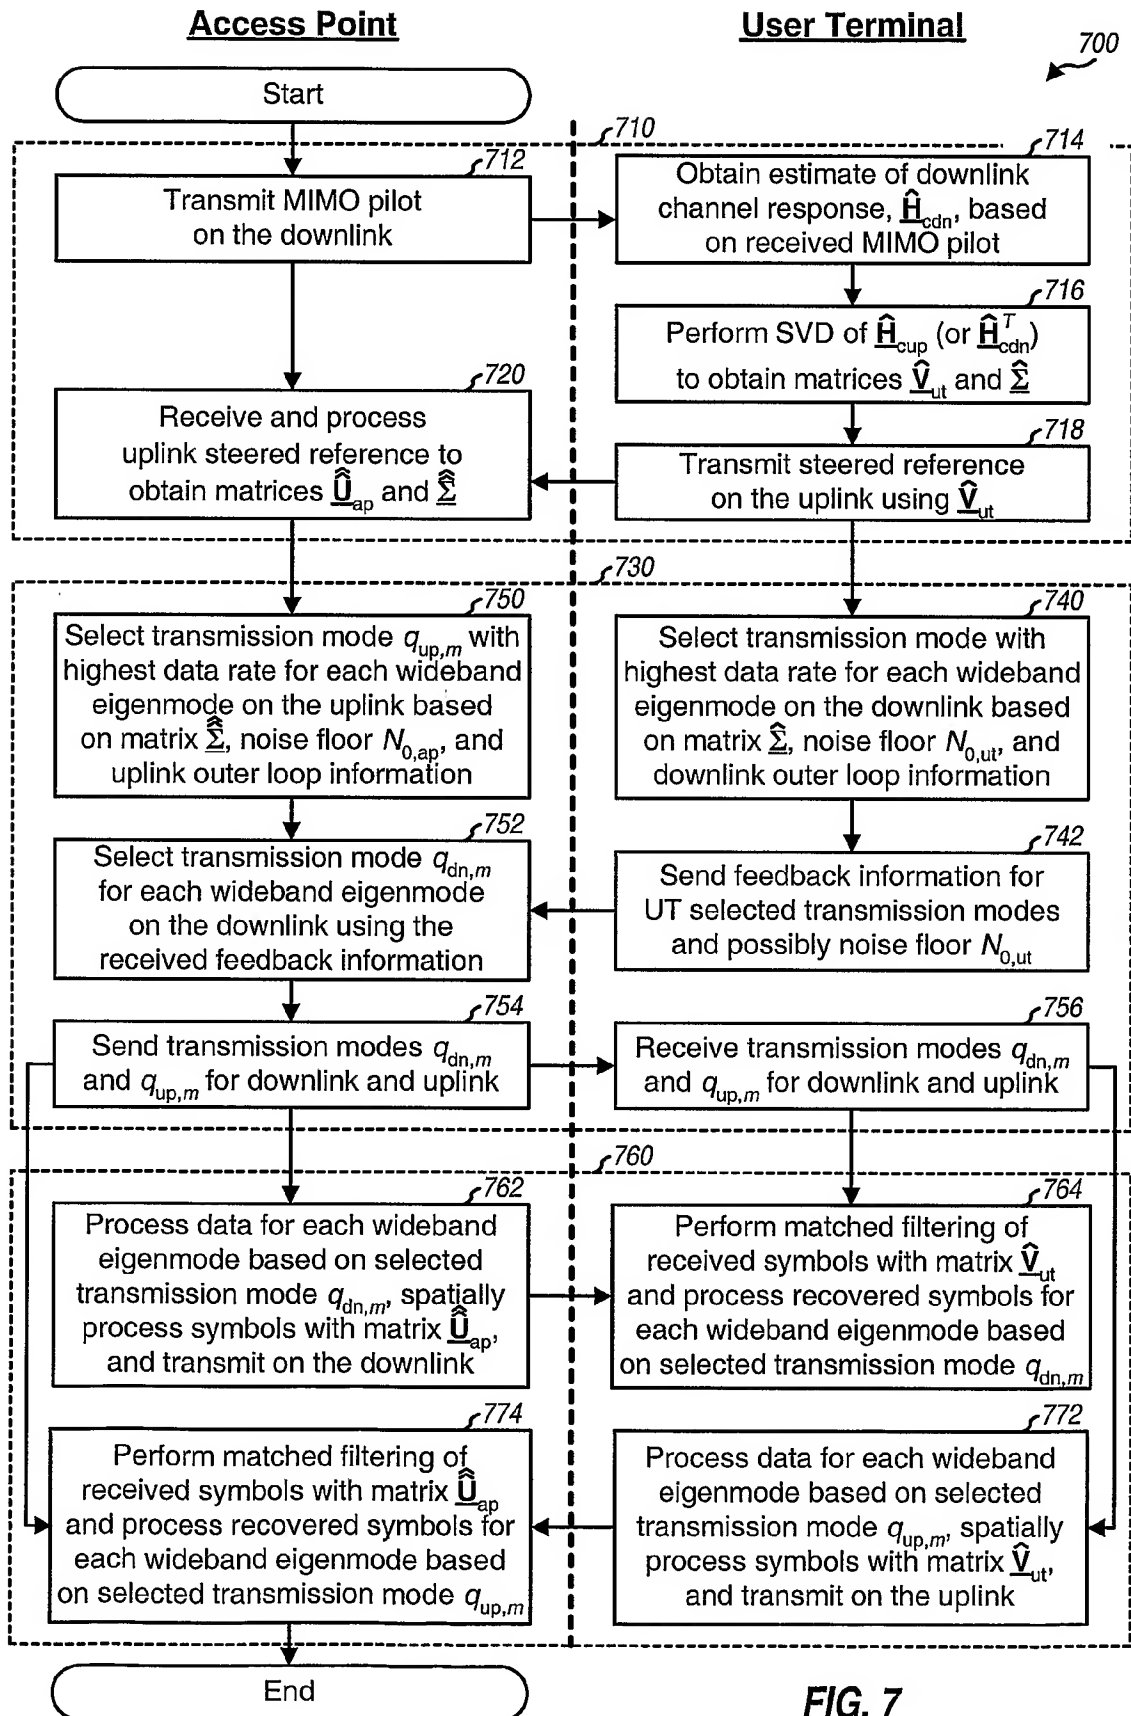 Access Point
User Terminal
700
Start
710
712
Transmit MIMO pilot
on the downlink
714
Obtain estimate of downlink
channel response, Ĥ̲cdn, based
on received MIMO pilot
716
Perform SVD of Ĥ̲cup (or Ĥ̲ᵀcdn)
to obtain matrices V̲̂ut and Σ̲̂
720
Receive and process
uplink steered reference to
obtain matrices Û̲̂ap and Σ̲̂̂
718
Transmit steered reference
on the uplink using V̲̂ut
730
750
Select transmission mode qup,m with
highest data rate for each wideband
eigenmode on the uplink based
on matrix Σ̲̂̂, noise floor N0,ap, and
uplink outer loop information
740
Select transmission mode with
highest data rate for each wideband
eigenmode on the downlink based
on matrix Σ̲̂, noise floor N0,ut, and
downlink outer loop information
752
Select transmission mode qdn,m
for each wideband eigenmode
on the downlink using the
received feedback information
742
Send feedback information for
UT selected transmission modes
and possibly noise floor N0,ut
754
Send transmission modes qdn,m
and qup,m for downlink and uplink
756
Receive transmission modes qdn,m
and qup,m for downlink and uplink
760
762
Process data for each wideband
eigenmode based on selected
transmission mode qdn,m, spatially
process symbols with matrix Û̲̂ap,
and transmit on the downlink
764
Perform matched filtering of
received symbols with matrix V̲̂ut
and process recovered symbols for
each wideband eigenmode based
on selected transmission mode qdn,m
774
Perform matched filtering of
received symbols with matrix Û̲̂ap
and process recovered symbols for
each wideband eigenmode based
on selected transmission mode qup,m
772
Process data for each wideband
eigenmode based on selected
transmission mode qup,m, spatially
process symbols with matrix V̲̂ut,
and transmit on the uplink
End
FIG. 7